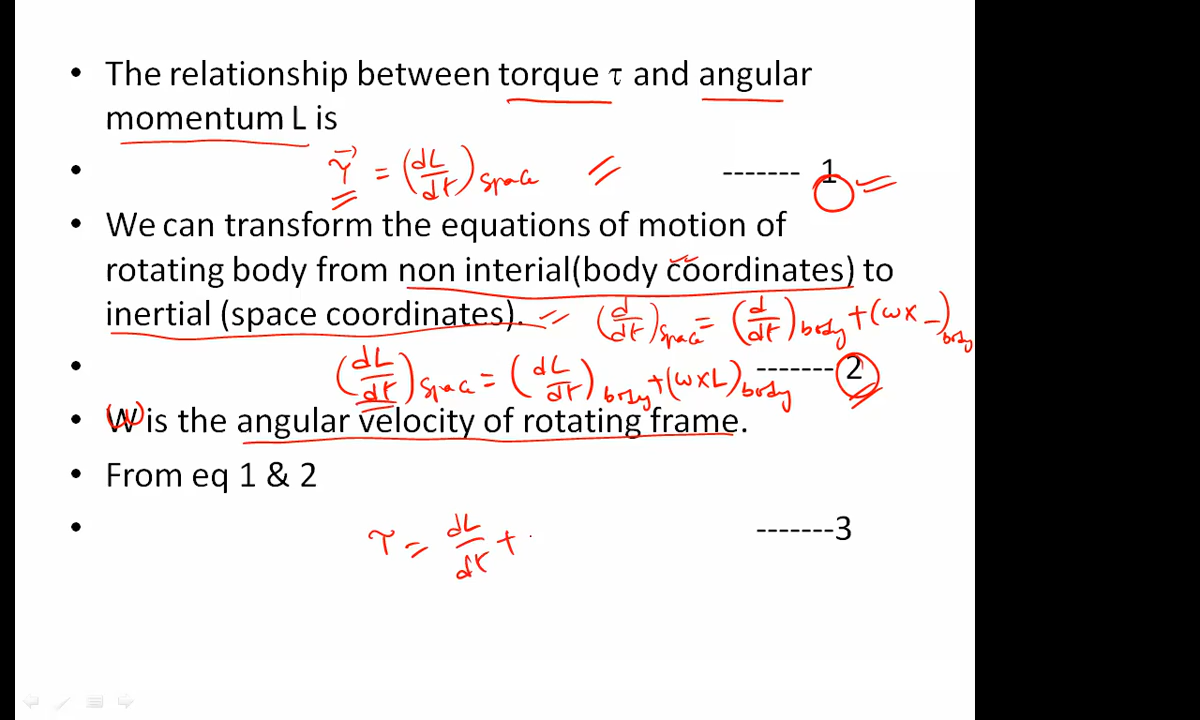 • The relationship between torque τ and angular
momentum L is
• τ⃗ = (dL/dt)space ------- 1
• We can transform the equations of motion of
rotating body from non interial(body coordinates) to
inertial (space coordinates). (d/dt)space = (d/dt)body + (ω× _)body
• (dL/dt)space = (dL/dt)body + (ω×L)body -------2
• W is the angular velocity of rotating frame.
• From eq 1 & 2
• τ = dL/dt + -------3